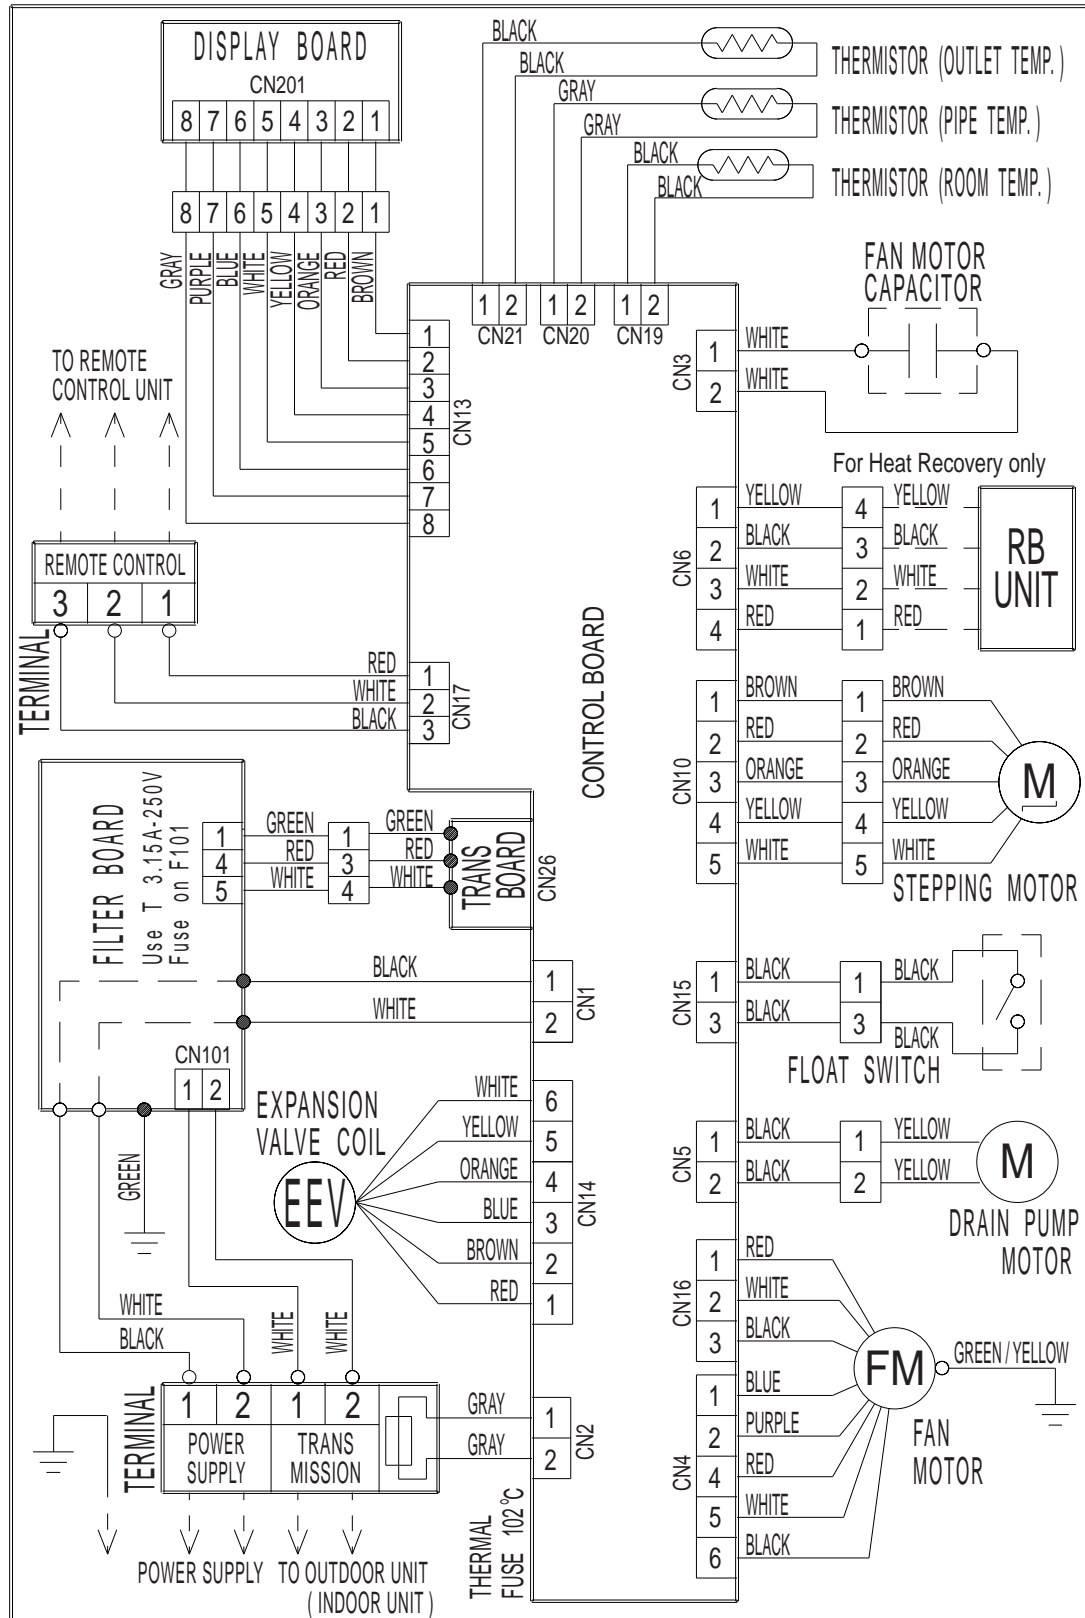 DISPLAY BOARD
CN201
8 7 6 5 4 3 2 1
8 7 6 5 4 3 2 1
GRAY
PURPLE
BLUE
WHITE
YELLOW
ORANGE
RED
BROWN
BLACK
BLACK
THERMISTOR (OUTLET TEMP.)
GRAY
GRAY
THERMISTOR (PIPE TEMP.)
BLACK
BLACK
THERMISTOR (ROOM TEMP.)
1 2
CN21
1 2
CN20
1 2
CN19
1
2
3
4
5
6
7
8
CN13
FAN MOTOR
CAPACITOR
CN3
1 WHITE
2 WHITE
TO REMOTE
CONTROL UNIT
REMOTE CONTROL
3 2 1
TERMINAL
RED 1
WHITE 2
BLACK 3
CN17
CONTROL BOARD
For Heat Recovery only
CN6
1 YELLOW 4 YELLOW
2 BLACK 3 BLACK
3 WHITE 2 WHITE
4 RED 1 RED
RB
UNIT
CN10
1 BROWN 1 BROWN
2 RED 2 RED
3 ORANGE 3 ORANGE
4 YELLOW 4 YELLOW
5 WHITE 5 WHITE
M
STEPPING MOTOR
FILTER BOARD
Use T 3.15A-250V
Fuse on F101
1 GREEN 1 GREEN
4 RED 3 RED
5 WHITE 4 WHITE
TRANS
BOARD
CN26
BLACK 1
WHITE 2
CN1
CN101
1 2
GREEN
CN15
1 BLACK 1 BLACK
3 BLACK 3 BLACK
FLOAT SWITCH
EXPANSION
VALVE COIL
EEV
WHITE 6
YELLOW 5
ORANGE 4
BLUE 3
BROWN 2
RED 1
CN14
CN5
1 BLACK 1 YELLOW
2 BLACK 2 YELLOW
M
DRAIN PUMP
MOTOR
CN16
1 RED
2 WHITE
3 BLACK
CN4
1 BLUE
2 PURPLE
4 RED
5 WHITE
6 BLACK
FM
GREEN/YELLOW
FAN
MOTOR
WHITE
BLACK
WHITE
WHITE
TERMINAL
1 2 1 2
POWER
SUPPLY
TRANS
MISSION
GRAY 1
GRAY 2
CN2
THERMAL
FUSE 102°C
POWER SUPPLY
TO OUTDOOR UNIT
(INDOOR UNIT)